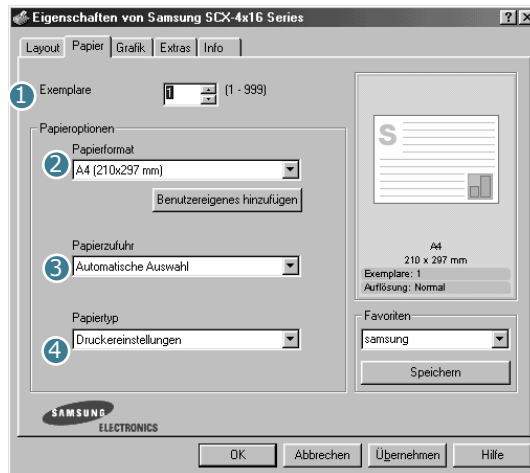 Eigenschaften von Samsung SCX-4x16 Series
Layout Papier Grafik Extras Info
1 Exemplare 1 (1 - 999)
Papieroptionen
2 Papierformat
A4 (210x297 mm)
Benutzereigenes hinzufügen
3 Papierzufuhr
Automatische Auswahl
4 Papiertyp
Druckereinstellungen
SAMSUNG
ELECTRONICS
S
A4
210 x 297 mm
Exemplare: 1
Auflösung: Normal
Favoriten
samsung
Speichern
OK Abbrechen Übernehmen Hilfe